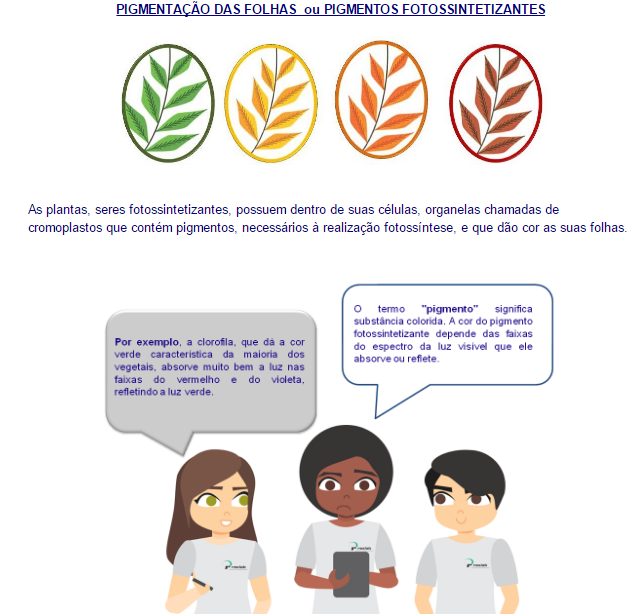 PIGMENTAÇÃO DAS FOLHAS ou PIGMENTOS FOTOSSINTETIZANTES
As plantas, seres fotossintetizantes, possuem dentro de suas células, organelas chamadas de
cromoplastos que contém pigmentos, necessários à realização fotossíntese, e que dão cor as suas folhas.
O termo "pigmento" significa
substância colorida. A cor do pigmento
fotossintetizante depende das faixas
do espectro da luz visível que ele
absorve ou reflete.
Por exemplo, a clorofila, que dá a cor
verde característica da maioria dos
vegetais, absorve muito bem a luz nas
faixas do vermelho e do violeta,
refletindo a luz verde.